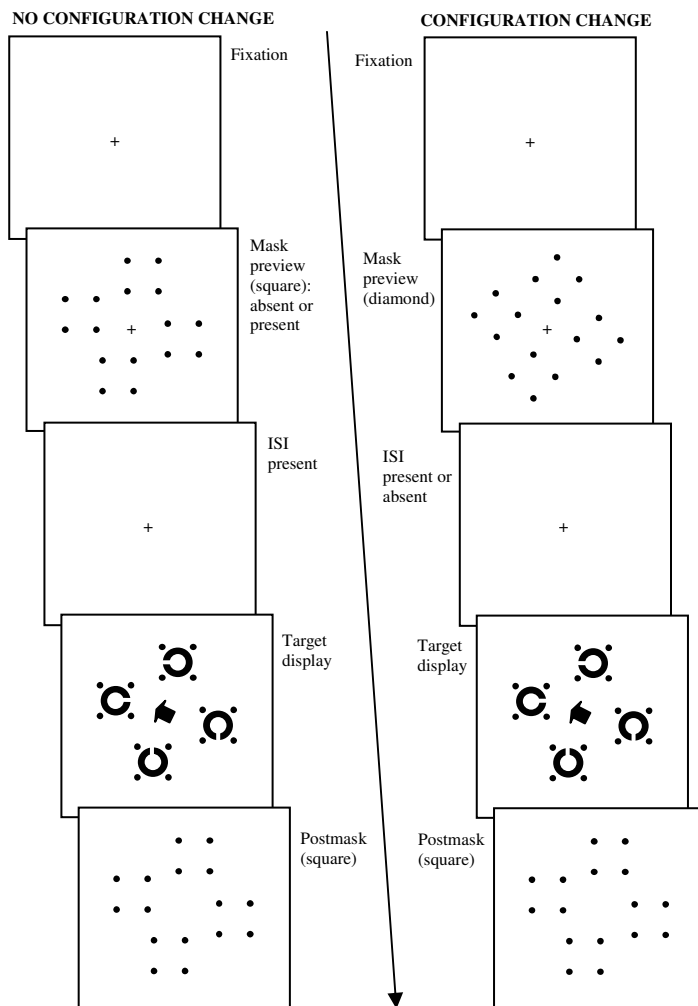 NO CONFIGURATION CHANGE
Fixation
+
Mask
preview
(square):
absent or
present
+
ISI
present
+
Target
display
Postmask
(square)
CONFIGURATION CHANGE
Fixation
+
Mask
preview
(diamond)
+
ISI
present or
absent
+
Target
display
Postmask
(square)